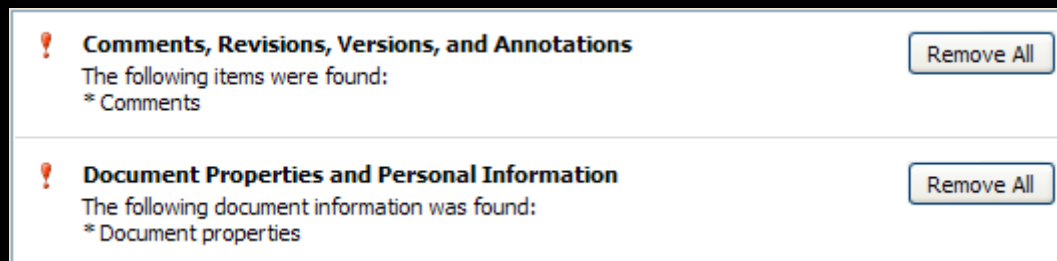 Comments, Revisions, Versions, and Annotations
Remove All
The following items were found:
* Comments
Document Properties and Personal Information
Remove All
The following document information was found:
* Document properties